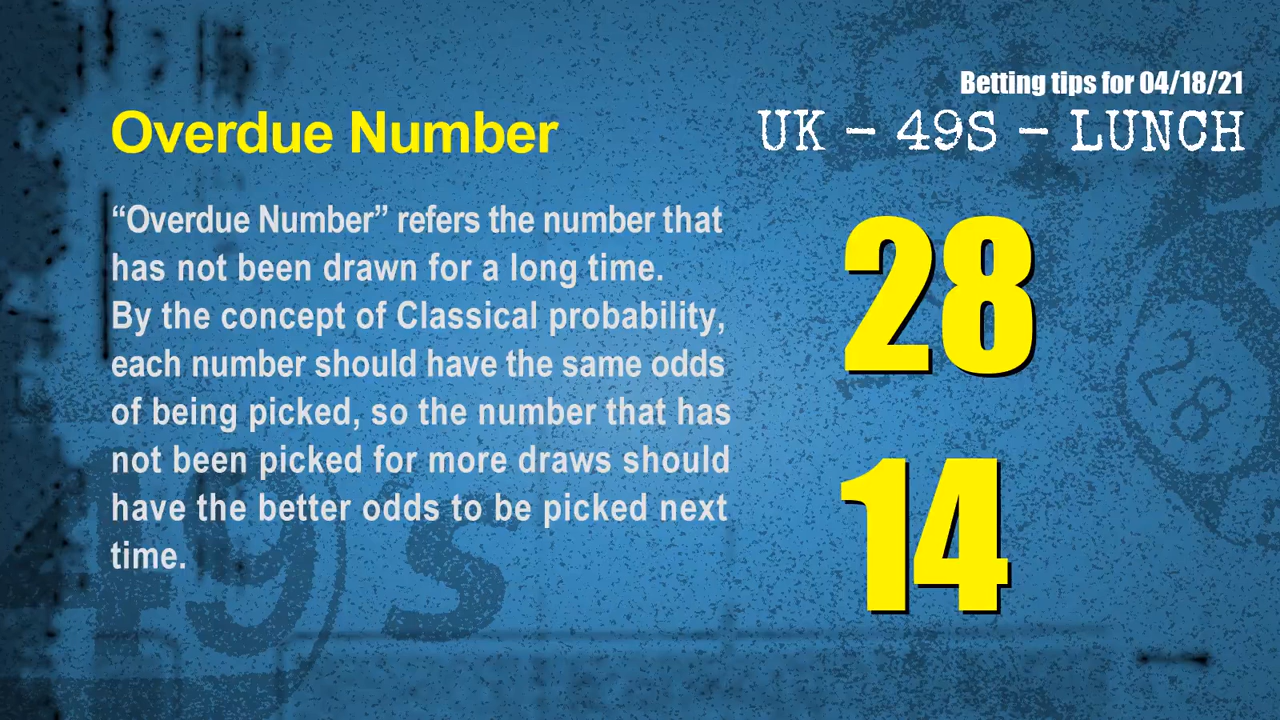 Betting tips for 04/18/21
Overdue Number
UK - 49S - LUNCH
“Overdue Number” refers the number that
has not been drawn for a long time.
By the concept of Classical probability,
each number should have the same odds
of being picked, so the number that has
not been picked for more draws should
have the better odds to be picked next
time.
28
14
28
49's